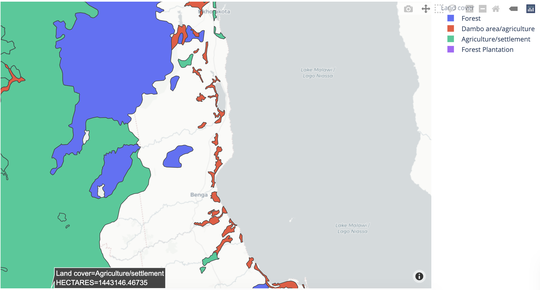 Land cover
Forest
Dambo area/agriculture
Agriculture/settlement
Forest Plantation
Lake Malawi
Lago Niassa
Benga
Lake Malawi
Lago Niassa
Land cover=Agriculture/settlement
HECTARES=1443146.46735